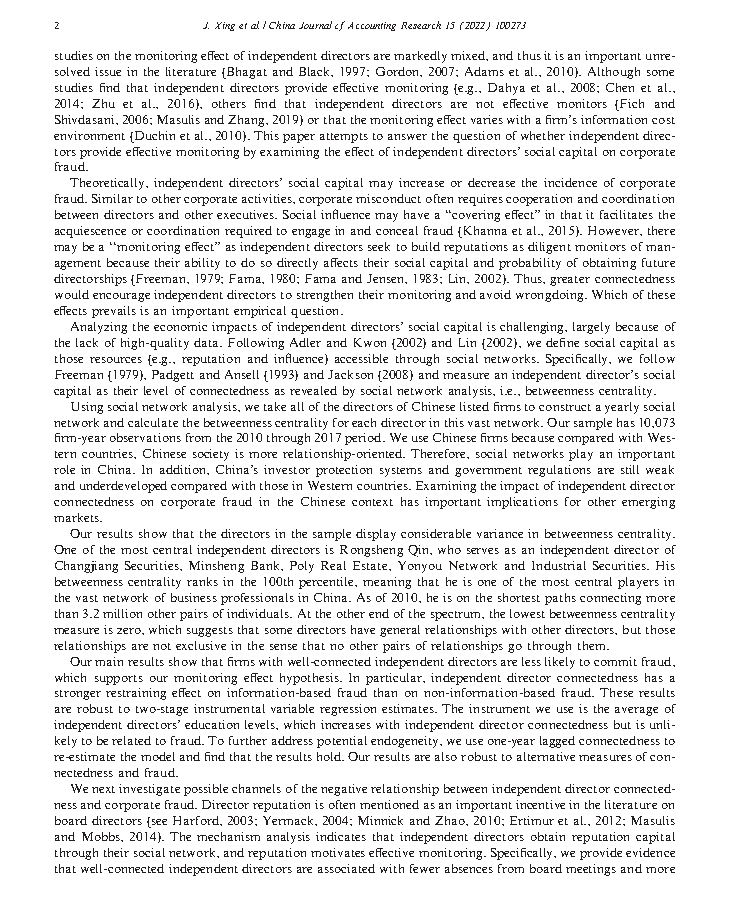 2 J. Xing et al. / China Journal of Accounting Research 15 (2022) 100273
studies on the monitoring effect of independent directors are markedly mixed, and thus it is an important unre-
solved issue in the literature (Bhagat and Black, 1997; Gordon, 2007; Adams et al., 2010). Although some
studies find that independent directors provide effective monitoring (e.g., Dahya et al., 2008; Chen et al.,
2014; Zhu et al., 2016), others find that independent directors are not effective monitors (Fich and
Shivdasani, 2006; Masulis and Zhang, 2019) or that the monitoring effect varies with a firm's information cost
environment (Duchin et al., 2010). This paper attempts to answer the question of whether independent direc-
tors provide effective monitoring by examining the effect of independent directors' social capital on corporate
fraud.
Theoretically, independent directors' social capital may increase or decrease the incidence of corporate
fraud. Similar to other corporate activities, corporate misconduct often requires cooperation and coordination
between directors and other executives. Social influence may have a "covering effect" in that it facilitates the
acquiescence or coordination required to engage in and conceal fraud (Khanna et al., 2015). However, there
may be a "monitoring effect" as independent directors seek to build reputations as diligent monitors of man-
agement because their ability to do so directly affects their social capital and probability of obtaining future
directorships (Freeman, 1979; Fama, 1980; Fama and Jensen, 1983; Lin, 2002). Thus, greater connectedness
would encourage independent directors to strengthen their monitoring and avoid wrongdoing. Which of these
effects prevails is an important empirical question.
Analyzing the economic impacts of independent directors' social capital is challenging, largely because of
the lack of high-quality data. Following Adler and Kwon (2002) and Lin (2002), we define social capital as
those resources (e.g., reputation and influence) accessible through social networks. Specifically, we follow
Freeman (1979), Padgett and Ansell (1993) and Jackson (2008) and measure an independent director's social
capital as their level of connectedness as revealed by social network analysis, i.e., betweenness centrality.
Using social network analysis, we take all of the directors of Chinese listed firms to construct a yearly social
network and calculate the betweenness centrality for each director in this vast network. Our sample has 10,073
firm-year observations from the 2010 through 2017 period. We use Chinese firms because compared with Wes-
tern countries, Chinese society is more relationship-oriented. Therefore, social networks play an important
role in China. In addition, China's investor protection systems and government regulations are still weak
and underdeveloped compared with those in Western countries. Examining the impact of independent director
connectedness on corporate fraud in the Chinese context has important implications for other emerging
markets.
Our results show that the directors in the sample display considerable variance in betweenness centrality.
One of the most central independent directors is Rongsheng Qin, who serves as an independent director of
Changjiang Securities, Minsheng Bank, Poly Real Estate, Yonyou Network and Industrial Securities. His
betweenness centrality ranks in the 100th percentile, meaning that he is one of the most central players in
the vast network of business professionals in China. As of 2010, he is on the shortest paths connecting more
than 3.2 million other pairs of individuals. At the other end of the spectrum, the lowest betweenness centrality
measure is zero, which suggests that some directors have general relationships with other directors, but those
relationships are not exclusive in the sense that no other pairs of relationships go through them.
Our main results show that firms with well-connected independent directors are less likely to commit fraud,
which supports our monitoring effect hypothesis. In particular, independent director connectedness has a
stronger restraining effect on information-based fraud than on non-information-based fraud. These results
are robust to two-stage instrumental variable regression estimates. The instrument we use is the average of
independent directors' education levels, which increases with independent director connectedness but is unli-
kely to be related to fraud. To further address potential endogeneity, we use one-year lagged connectedness to
re-estimate the model and find that the results hold. Our results are also robust to alternative measures of con-
nectedness and fraud.
We next investigate possible channels of the negative relationship between independent director connected-
ness and corporate fraud. Director reputation is often mentioned as an important incentive in the literature on
board directors (see Harford, 2003; Yermack, 2004; Minnick and Zhao, 2010; Ertimur et al., 2012; Masulis
and Mobbs, 2014). The mechanism analysis indicates that independent directors obtain reputation capital
through their social network, and reputation motivates effective monitoring. Specifically, we provide evidence
that well-connected independent directors are associated with fewer absences from board meetings and more